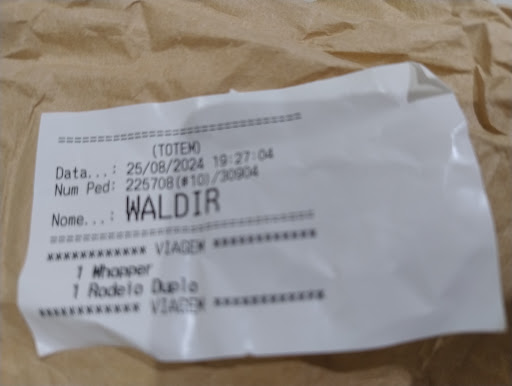 ==============================
(TOTEM)
Data...: 25/08/2024 19:27:04
Num Ped: 225708(#10)/30904
Nome...: WALDIR
==============================
************ VIAGEM ************
1 Whopper
1 Rodeio Duplo
************ VIAGEM ************